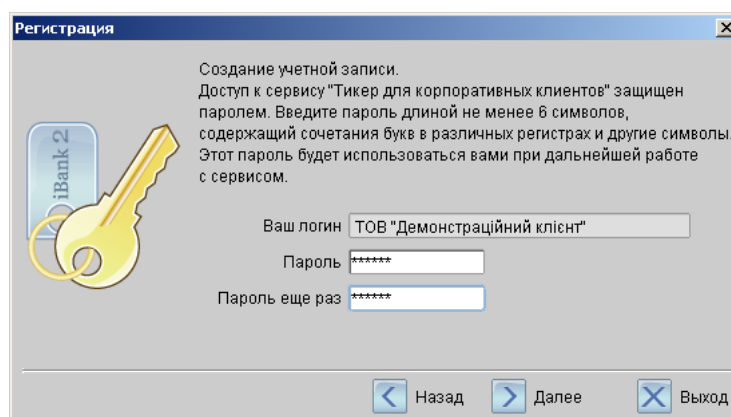 Регистрация
Создание учетной записи.
Доступ к сервису "Тикер для корпоративных клиентов" защищен
паролем. Введите пароль длиной не менее 6 символов,
содержащий сочетания букв в различных регистрах и другие символы.
Этот пароль будет использоваться вами при дальнейшей работе
с сервисом.
iBank 2
Ваш логин ТОВ "Демонстраційний клієнт"
Пароль ******
Пароль еще раз ******
Назад Далее Выход